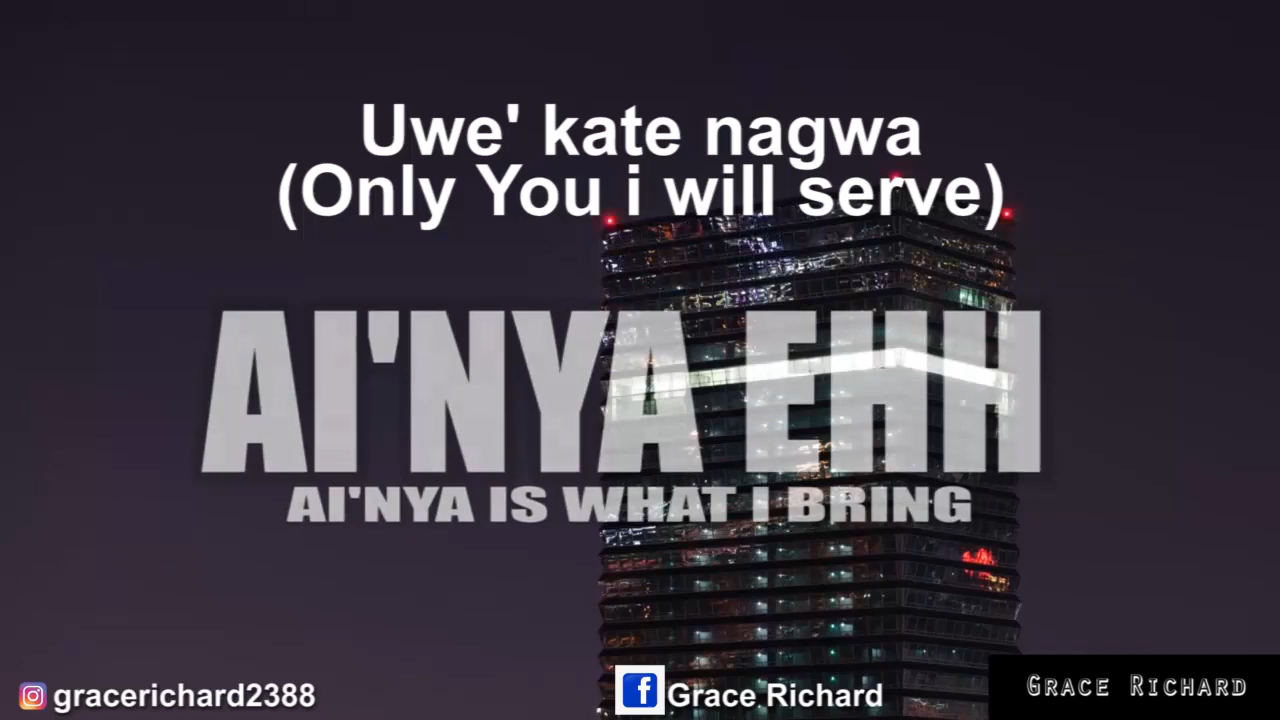 Uwe' kate nagwa
(Only You i will serve)
AI'NYA EHH
AI'NYA IS WHAT I BRING
gracerichard2388
Grace Richard
GRACE RICHARD